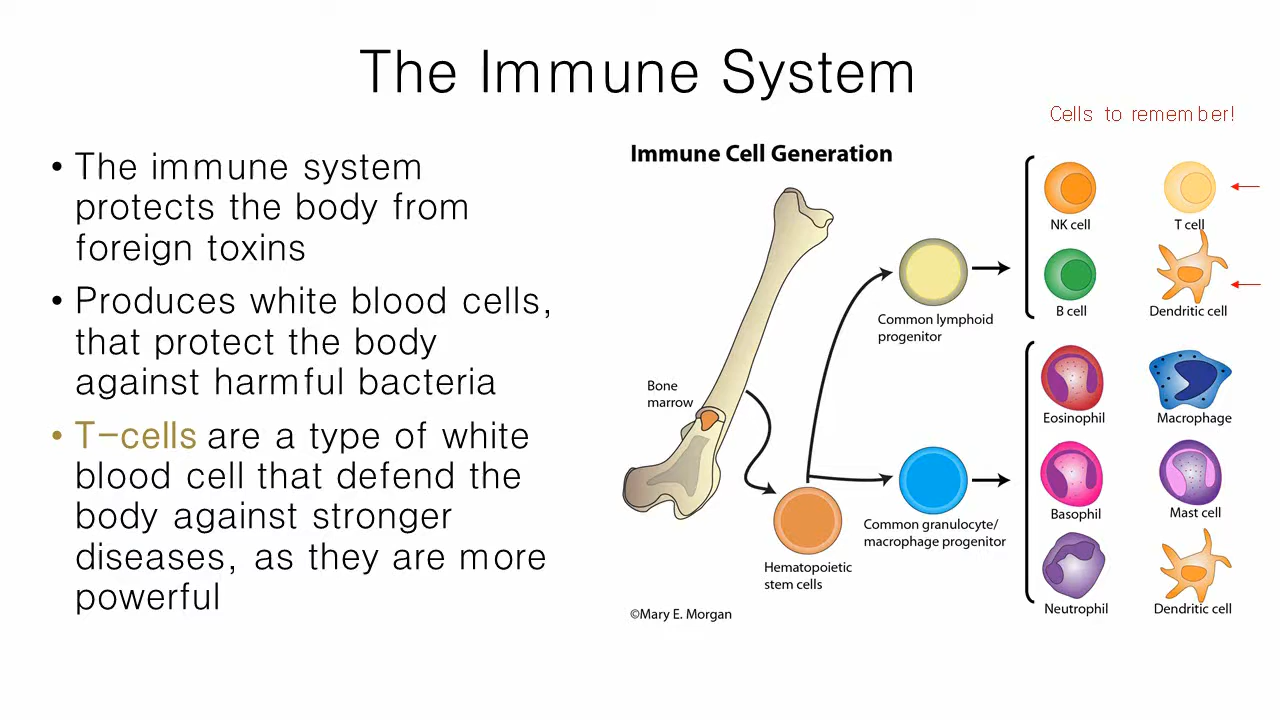 The Immune System
Cells to remember!
• The immune system
protects the body from
foreign toxins
• Produces white blood cells,
that protect the body
against harmful bacteria
• T-cells are a type of white
blood cell that defend the
body against stronger
diseases, as they are more
powerful
Immune Cell Generation
Bone
marrow
Hematopoietic
stem cells
Common lymphoid
progenitor
Common granulocyte/
macrophage progenitor
NK cell
T cell
B cell
Dendritic cell
Eosinophil
Macrophage
Basophil
Mast cell
Neutrophil
Dendritic cell
©Mary E. Morgan